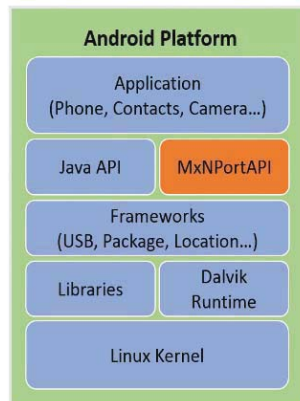 Android Platform
Application
(Phone, Contacts, Camera...)
Java API
MxNPortAPI
Frameworks
(USB, Package, Location...)
Libraries
Dalvik
Runtime
Linux Kernel